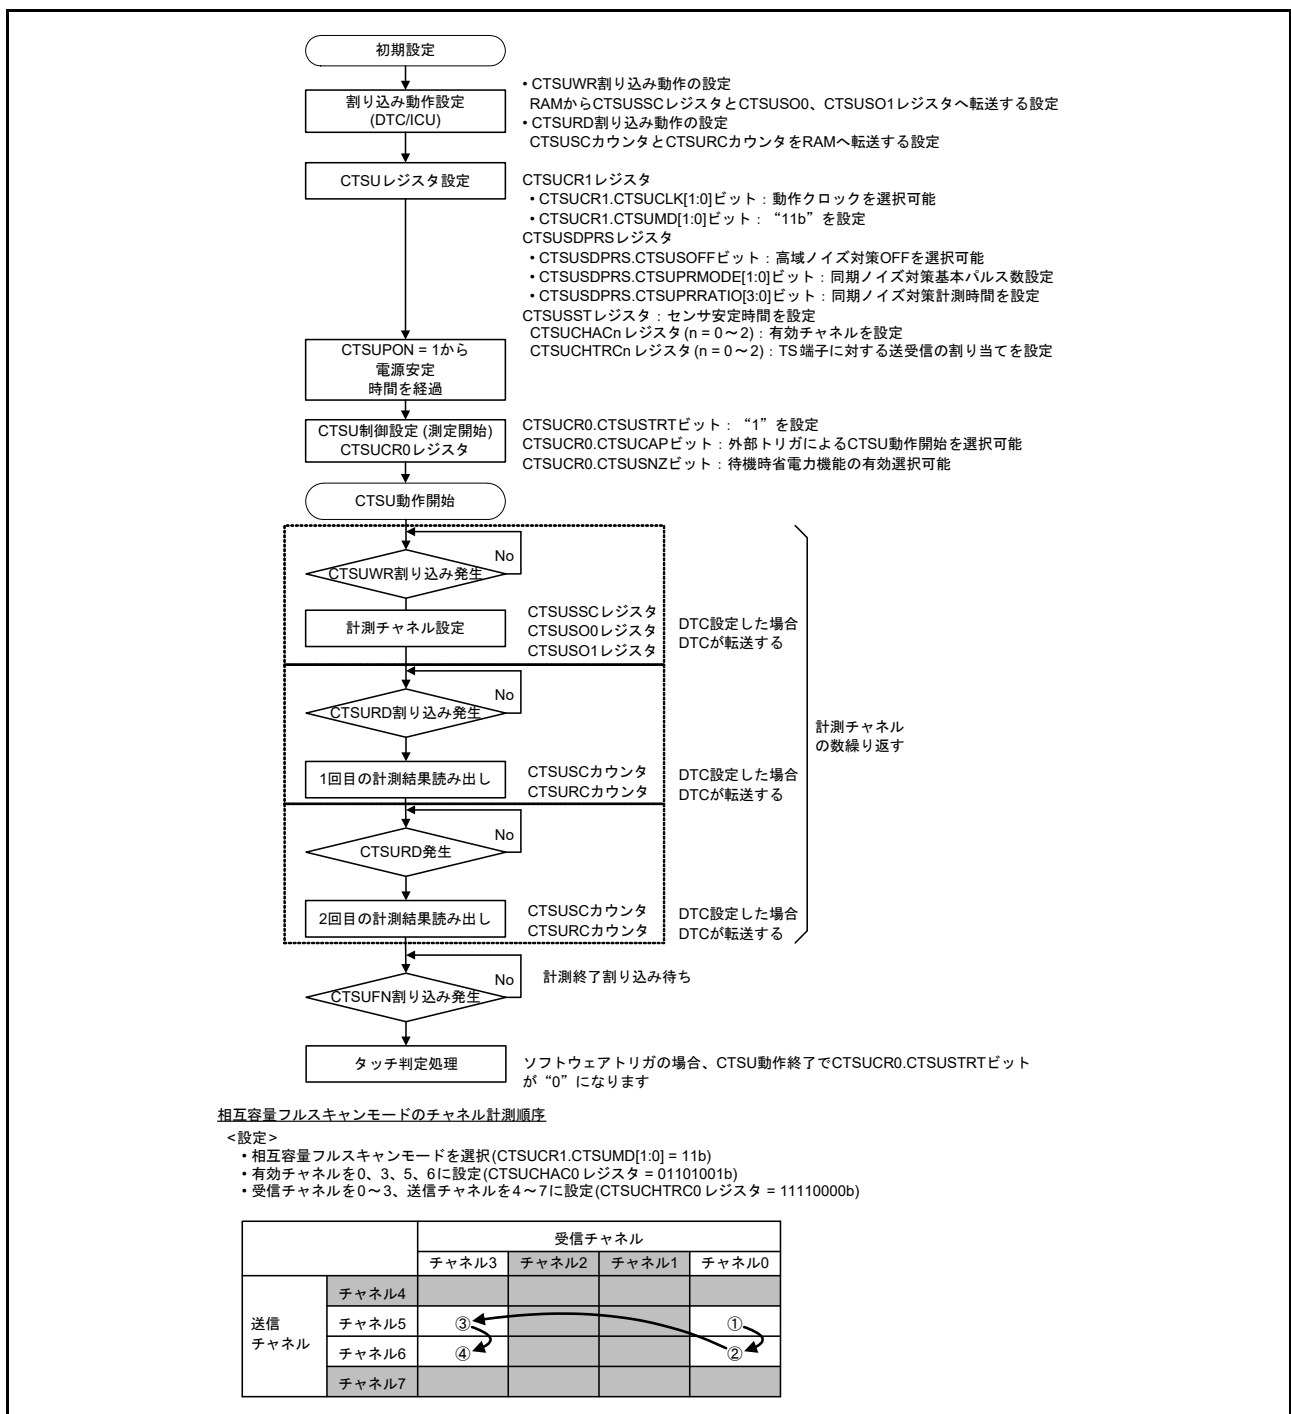 初期設定
割り込み動作設定
(DTC/ICU)
• CTSUWR割り込み動作の設定
RAMからCTSUSSCレジスタとCTSUSO0、CTSUSO1レジスタへ転送する設定
• CTSURD割り込み動作の設定
CTSUSCカウンタとCTSURCカウンタをRAMへ転送する設定
CTSUレジスタ設定
CTSUCR1レジスタ
• CTSUCR1.CTSUCLK[1:0]ビット：動作クロックを選択可能
• CTSUCR1.CTSUMD[1:0]ビット： “11b” を設定
CTSUSDPRSレジスタ
• CTSUSDPRS.CTSUSOFFビット：高域ノイズ対策OFFを選択可能
• CTSUSDPRS.CTSUPRMODE[1:0]ビット：同期ノイズ対策基本パルス数設定
• CTSUSDPRS.CTSUPRRATIO[3:0]ビット：同期ノイズ対策計測時間を設定
CTSUSSTレジスタ：センサ安定時間を設定
CTSUCHACnレジスタ(n = 0～2)：有効チャネルを設定
CTSUCHTRCnレジスタ(n = 0～2)：TS端子に対する送受信の割り当てを設定
CTSUPON = 1から
電源安定
時間を経過
CTSU制御設定 (測定開始)
CTSUCR0レジスタ
CTSUCR0.CTSUSTRTビット： “1” を設定
CTSUCR0.CTSUCAPビット：外部トリガによるCTSU動作開始を選択可能
CTSUCR0.CTSUSNZビット：待機時省電力機能の有効選択可能
CTSU動作開始
No
CTSUWR割り込み発生
計測チャネル設定
CTSUSSCレジスタ
CTSUSO0レジスタ
CTSUSO1レジスタ
DTC設定した場合
DTCが転送する
No
CTSURD割り込み発生
計測チャネル
の数繰り返す
1回目の計測結果読み出し
CTSUSCカウンタ
CTSURCカウンタ
DTC設定した場合
DTCが転送する
No
CTSURD発生
2回目の計測結果読み出し
CTSUSCカウンタ
CTSURCカウンタ
DTC設定した場合
DTCが転送する
No
計測終了割り込み待ち
CTSUFN割り込み発生
タッチ判定処理
ソフトウェアトリガの場合、CTSU動作終了でCTSUCR0.CTSUSTRTビット
が “0” になります
相互容量フルスキャンモードのチャネル計測順序
<設定>
• 相互容量フルスキャンモードを選択(CTSUCR1.CTSUMD[1:0] = 11b)
• 有効チャネルを0、3、5、6に設定(CTSUCHAC0レジスタ = 01101001b)
• 受信チャネルを0～3、送信チャネルを4～7に設定(CTSUCHTRC0レジスタ = 11110000b)
受信チャネル
チャネル3 チャネル2 チャネル1 チャネル0
送信
チャネル
チャネル4
チャネル5 ③ ①
チャネル6 ④ ②
チャネル7